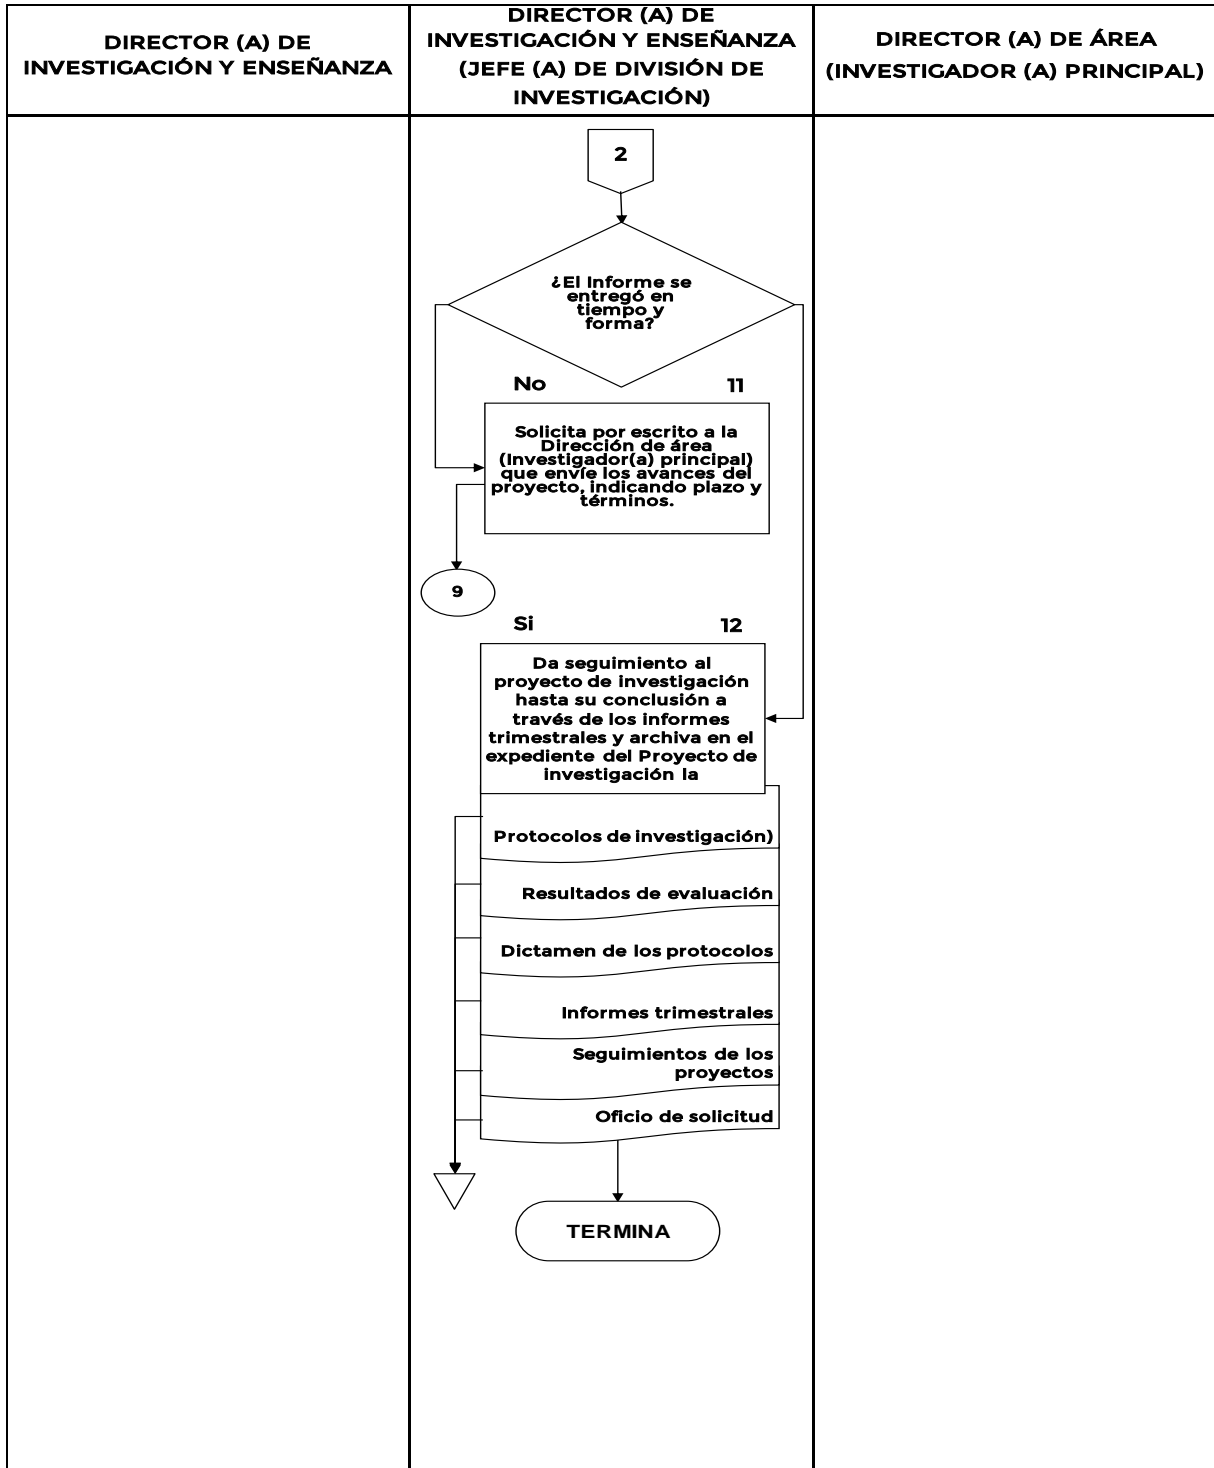 DIRECTOR (A) DE
INVESTIGACIÓN Y ENSEÑANZA
DIRECTOR (A) DE
INVESTIGACIÓN Y ENSEÑANZA
(JEFE (A) DE DIVISIÓN DE
INVESTIGACIÓN)
DIRECTOR (A) DE ÁREA
(INVESTIGADOR (A) PRINCIPAL)
2
¿El Informe se
entregó en
tiempo y
forma?
No 11
Solicita por escrito a la
Dirección de área
(Investigador(a) principal)
que envíe los avances del
proyecto, indicando plazo y
términos.
9
Si 12
Da seguimiento al
proyecto de investigación
hasta su conclusión a
través de los informes
trimestrales y archiva en el
expediente del Proyecto de
investigación la
Protocolos de investigación)
Resultados de evaluación
Dictamen de los protocolos
Informes trimestrales
Seguimientos de los
proyectos
Oficio de solicitud
TERMINA